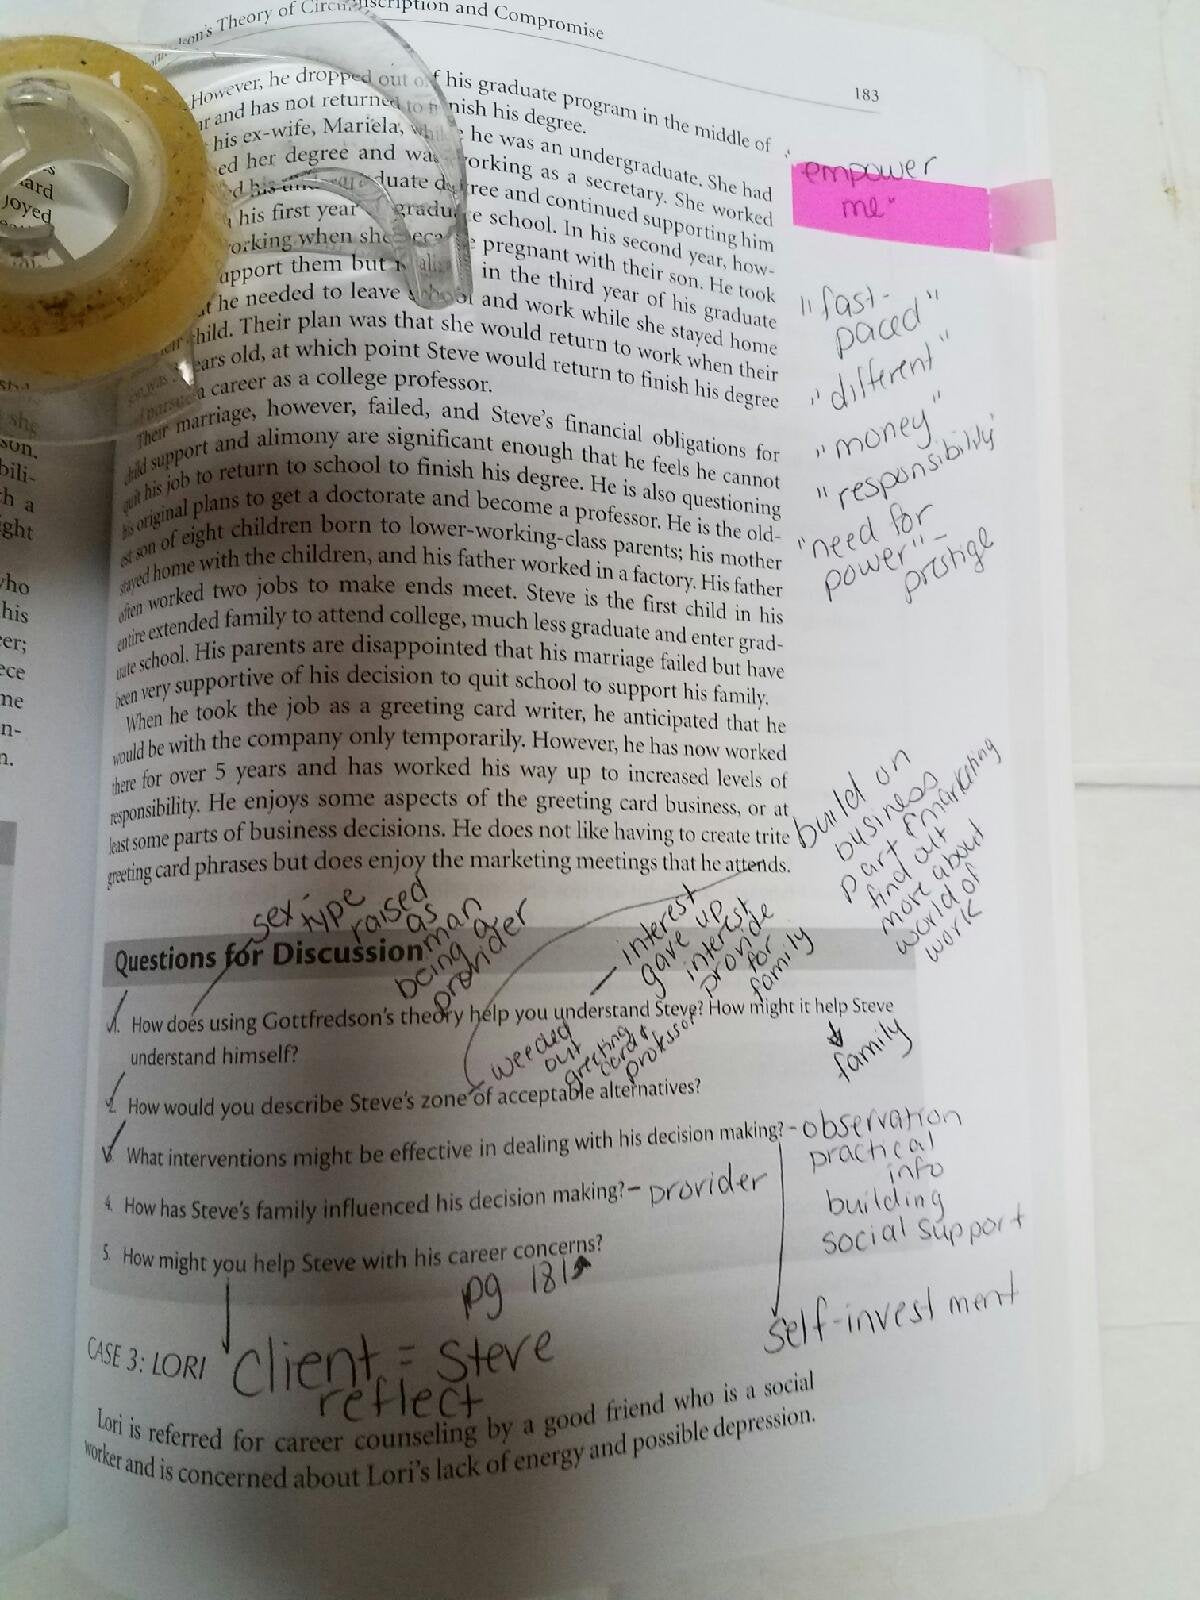 Theory of Circumscription and Compromise
183
However, he dropped out of his graduate program in the middle of
and has not returned to finish his degree.
his ex-wife, Mariela, while he was an undergraduate. She had
her degree and was working as a secretary. She worked
his graduate degree and continued supporting him
his first year graduate school. In his second year, how-
working when she became pregnant with their son. He took
support them but in the third year of his graduate
he needed to leave school and work while she stayed home
child. Their plan was that she would return to work when their
years old, at which point Steve would return to finish his degree
a career as a college professor.
Their marriage, however, failed, and Steve's financial obligations for
child support and alimony are significant enough that he feels he cannot
quit his job to return to school to finish his degree. He is also questioning
his original plans to get a doctorate and become a professor. He is the old-
est son of eight children born to lower-working-class parents; his mother
stayed home with the children, and his father worked in a factory. His father
often worked two jobs to make ends meet. Steve is the first child in his
entire extended family to attend college, much less graduate and enter grad-
uate school. His parents are disappointed that his marriage failed but have
been very supportive of his decision to quit school to support his family.
When he took the job as a greeting card writer, he anticipated that he
would be with the company only temporarily. However, he has now worked
there for over 5 years and has worked his way up to increased levels of
responsibility. He enjoys some aspects of the greeting card business, or at
least some parts of business decisions. He does not like having to create trite
greeting card phrases but does enjoy the marketing meetings that he attends.
empower
me"
"fast-
paced"
"different"
"money"
"responsibility"
"need for
power" -
prestige
build on
business
part marketing
find out
more about
world of
work
sex-type
raised
as
man
being a
provider
- interest
gave up
interest
provide
for
family
Questions for Discussion
1. How does using Gottfredson's theory help you understand Steve? How might it help Steve
understand himself?
family
weeded
out
greeting
card
professor
2. How would you describe Steve's zone of acceptable alternatives?
3. What interventions might be effective in dealing with his decision making?
- observation
practical
info
building
social support
self-investment
4. How has Steve's family influenced his decision making?
- provider
5. How might you help Steve with his career concerns?
pg 181
client = Steve
reflect
CASE 3: LORI
Lori is referred for career counseling by a good friend who is a social
worker and is concerned about Lori's lack of energy and possible depression.